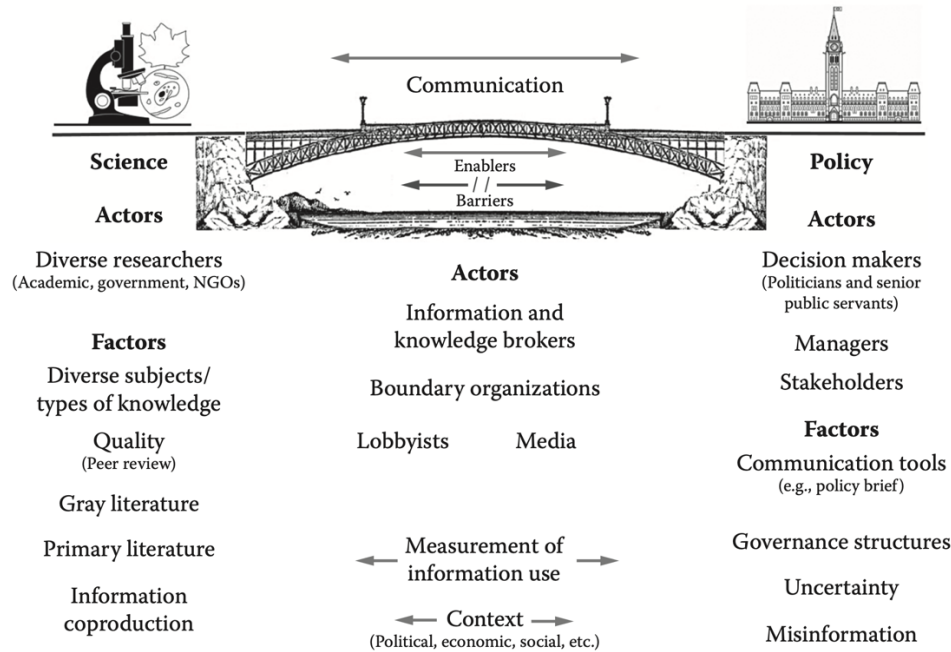 Communication
Enablers
/ /
Barriers
Science
Actors
Diverse researchers
(Academic, government, NGOs)
Factors
Diverse subjects/
types of knowledge
Quality
(Peer review)
Gray literature
Primary literature
Information
coproduction
Actors
Information and
knowledge brokers
Boundary organizations
Lobbyists
Media
Measurement of
information use
Context
(Political, economic, social, etc.)
Policy
Actors
Decision makers
(Politicians and senior
public servants)
Managers
Stakeholders
Factors
Communication tools
(e.g., policy brief)
Governance structures
Uncertainty
Misinformation